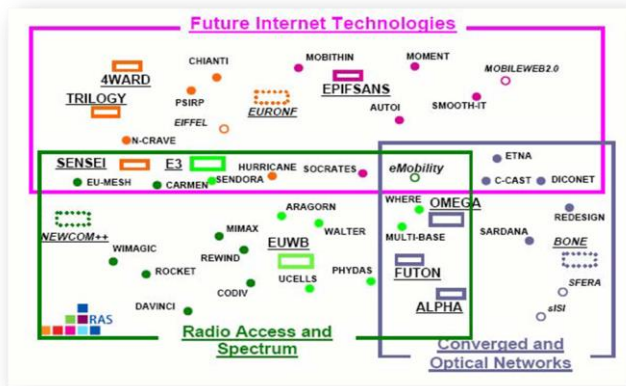 Future Internet Technologies
CHIANTI
MOBITHIN
MOMENT
4WARD
MOBILEWEB2.0
TRILOGY
PSIRP
EURONF
EPIFSANS
AUTOI
SMOOTH-IT
EIFFEL
N-CRAVE
SENSEI
E3
HURRICANE
SOCRATES
eMobility
ETNA
EU-MESH
CARMEN
SENDORA
C-CAST
DICONET
ARAGORN
WHERE
OMEGA
REDESIGN
NEWCOM++
MIMAX
WALTER
MULTI-BASE
SARDANA
BONE
WIMAGIC
REWIND
EUWB
ROCKET
UCELLS
PHYDAS
FUTON
SFERA
CODIV
DAVINCI
ALPHA
sISI
RAS
Radio Access and
Spectrum
Converged and
Optical Networks